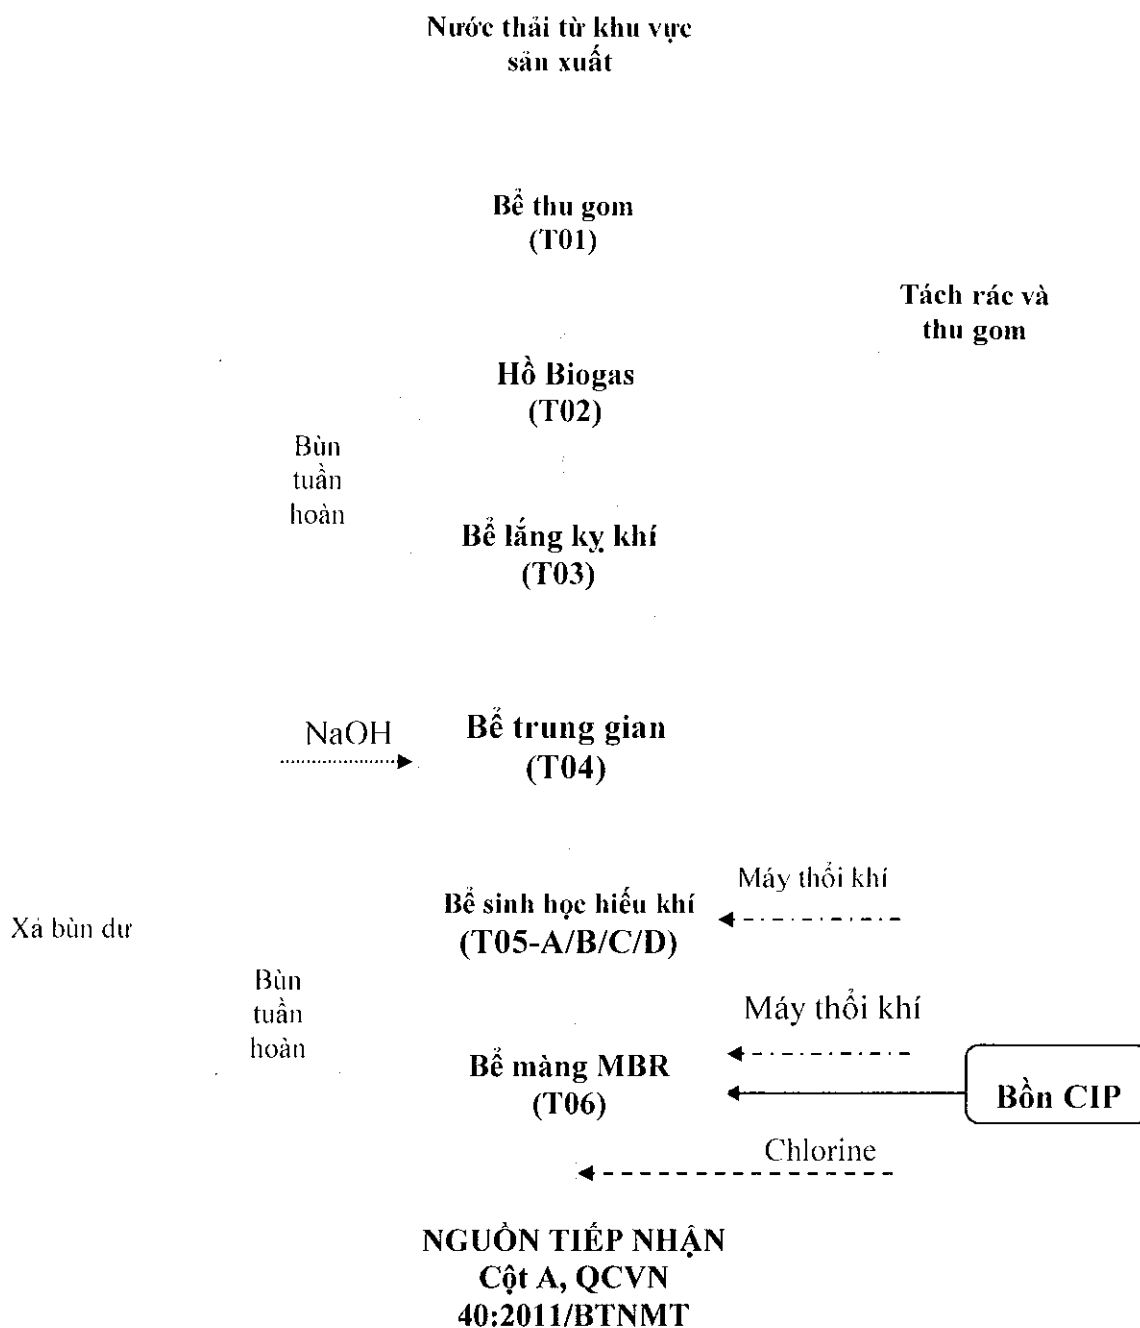 Nước thải từ khu vực
sản xuất
Bể thu gom
(T01)
Tách rác và
thu gom
Hồ Biogas
(T02)
Bùn
tuần
hoàn
Bể lắng kỵ khí
(T03)
NaOH
Bể trung gian
(T04)
Máy thổi khí
Bể sinh học hiếu khí
(T05-A/B/C/D)
Xả bùn dư
Bùn
tuần
hoàn
Máy thổi khí
Bể màng MBR
(T06)
Bồn CIP
Chlorine
NGUỒN TIẾP NHẬN
Cột A, QCVN
40:2011/BTNMT